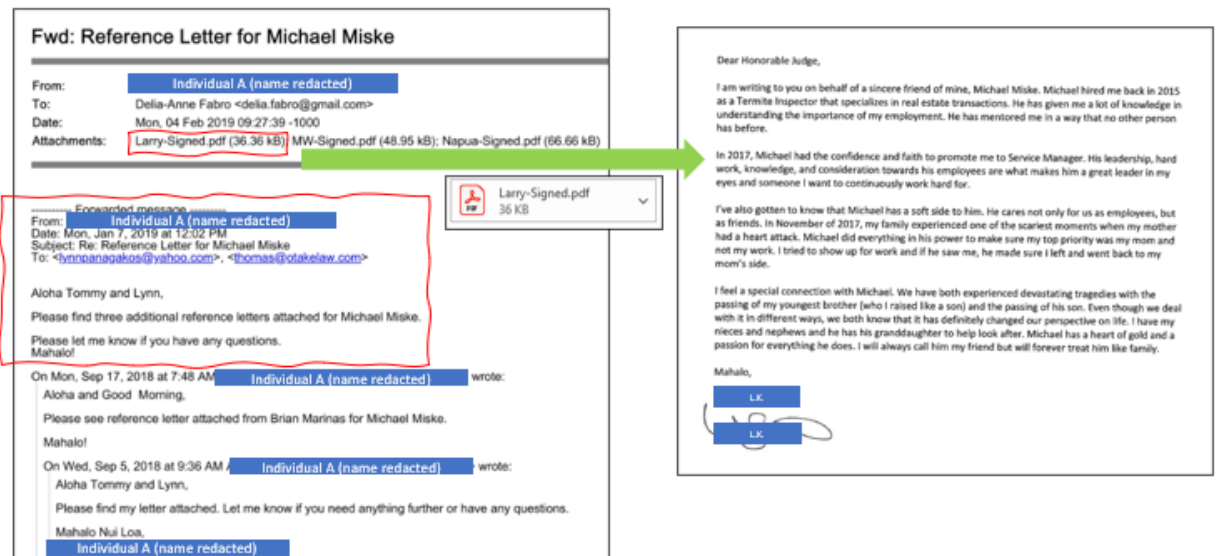 Fwd: Reference Letter for Michael Miske
From: Individual A (name redacted)
To: Delia-Anne Fabro <delia.fabro@gmail.com>
Date: Mon, 04 Feb 2019 09:27:39 -1000
Attachments: Larry-Signed.pdf (36.36 kB); MW-Signed.pdf (48.95 kB); Napua-Signed.pdf (66.66 kB)
---------- Forwarded message ---------
From: Individual A (name redacted)
Date: Mon, Jan 7, 2019 at 12:02 PM
Subject: Re: Reference Letter for Michael Miske
To: <lynnpanagakos@yahoo.com>, <thomas@otakelaw.com>
Aloha Tommy and Lynn,
Please find three additional reference letters attached for Michael Miske.
Please let me know if you have any questions.
Mahalo!
On Mon, Sep 17, 2018 at 7:48 AM Individual A (name redacted) wrote:
Aloha and Good Morning,
Please see reference letter attached from Brian Marinas for Michael Miske.
Mahalo!
On Wed, Sep 5, 2018 at 9:36 AM Individual A (name redacted) wrote:
Aloha Tommy and Lynn,
Please find my letter attached. Let me know if you need anything further or have any questions.
Mahalo Nui Loa,
Individual A (name redacted)
PDF
Larry-Signed.pdf
36 KB
Dear Honorable Judge,
I am writing to you on behalf of a sincere friend of mine, Michael Miske. Michael hired me back in 2015
as a Termite Inspector that specializes in real estate transactions. He has given me a lot of knowledge in
understanding the importance of my employment. He has mentored me in a way that no other person
has before.
In 2017, Michael had the confidence and faith to promote me to Service Manager. His leadership, hard
work, knowledge, and consideration towards his employees are what makes him a great leader in my
eyes and someone I want to continuously work hard for.
I've also gotten to know that Michael has a soft side to him. He cares not only for us as employees, but
as friends. In November of 2017, my family experienced one of the scariest moments when my mother
had a heart attack. Michael did everything in his power to make sure my top priority was my mom and
not my work. I tried to show up for work and if he saw me, he made sure I left and went back to my
mom's side.
I feel a special connection with Michael. We have both experienced devastating tragedies with the
passing of my youngest brother (who I raised like a son) and the passing of his son. Even though we deal
with it in different ways, we both know that it has definitely changed our perspective on life. I have my
nieces and nephews and he has his granddaughter to help look after. Michael has a heart of gold and a
passion for everything he does. I will always call him my friend but will forever treat him like family.
Mahalo,
L.K.
L.K.